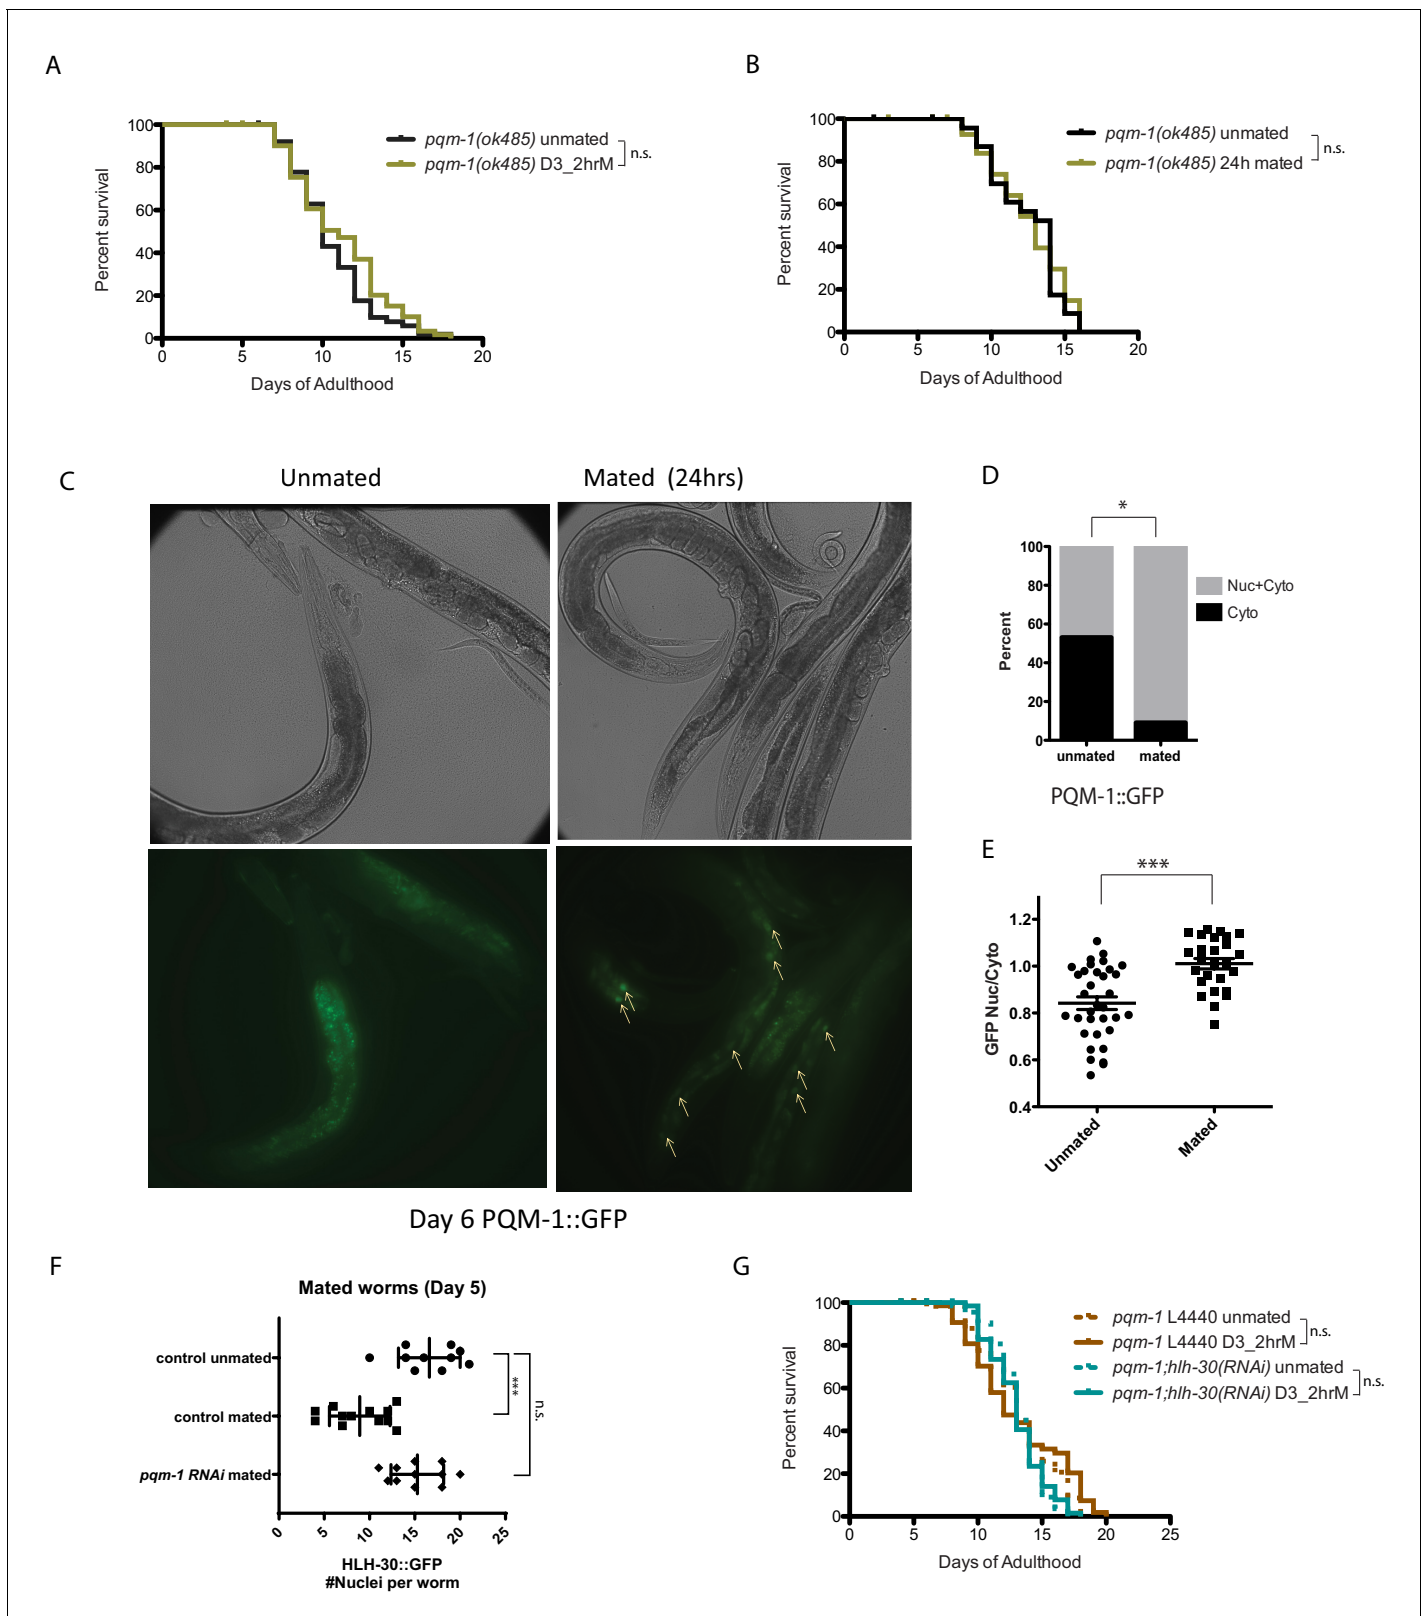 A
100
80
60
40
20
0
0 5 10 15 20
Percent survival
Days of Adulthood
pqm-1(ok485) unmated
pqm-1(ok485) D3_2hrM
n.s.
B
100
80
60
40
20
0
0 5 10 15 20
Percent survival
Days of Adulthood
pqm-1(ok485) unmated
pqm-1(ok485) 24h mated
n.s.
C
Unmated
Mated (24hrs)
Day 6 PQM-1::GFP
D
*
100
80
60
40
20
0
Percent
unmated mated
Nuc+Cyto
Cyto
PQM-1::GFP
E
***
1.2
1.0
0.8
0.6
0.4
GFP Nuc/Cyto
Unmated
Mated
F
Mated worms (Day 5)
control unmated
control mated
pqm-1 RNAi mated
***
n.s.
0 5 10 15 20 25
HLH-30::GFP
#Nuclei per worm
G
100
80
60
40
20
0
0 5 10 15 20 25
Percent survival
Days of Adulthood
pqm-1 L4440 unmated
pqm-1 L4440 D3_2hrM
n.s.
pqm-1;hlh-30(RNAi) unmated
pqm-1;hlh-30(RNAi) D3_2hrM
n.s.